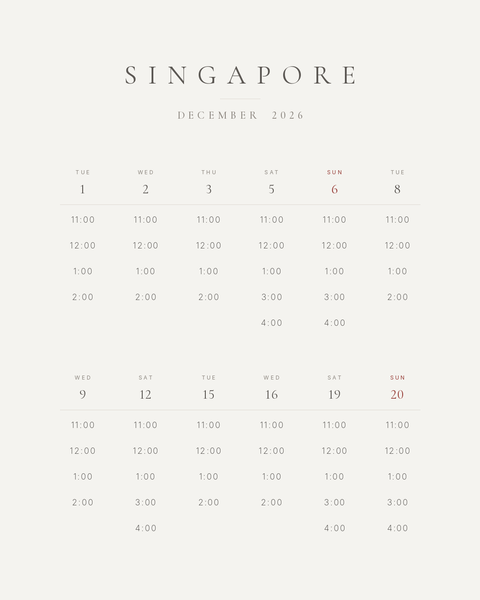 SINGAPORE
DECEMBER 2026
TUE WED THU SAT SUN TUE
1 2 3 5 6 8
11:00 11:00 11:00 11:00 11:00 11:00
12:00 12:00 12:00 12:00 12:00 12:00
1:00 1:00 1:00 1:00 1:00 1:00
2:00 2:00 2:00 3:00 3:00 2:00
4:00 4:00
WED SAT TUE WED SAT SUN
9 12 15 16 19 20
11:00 11:00 11:00 11:00 11:00 11:00
12:00 12:00 12:00 12:00 12:00 12:00
1:00 1:00 1:00 1:00 1:00 1:00
2:00 3:00 2:00 2:00 3:00 3:00
4:00 4:00 4:00